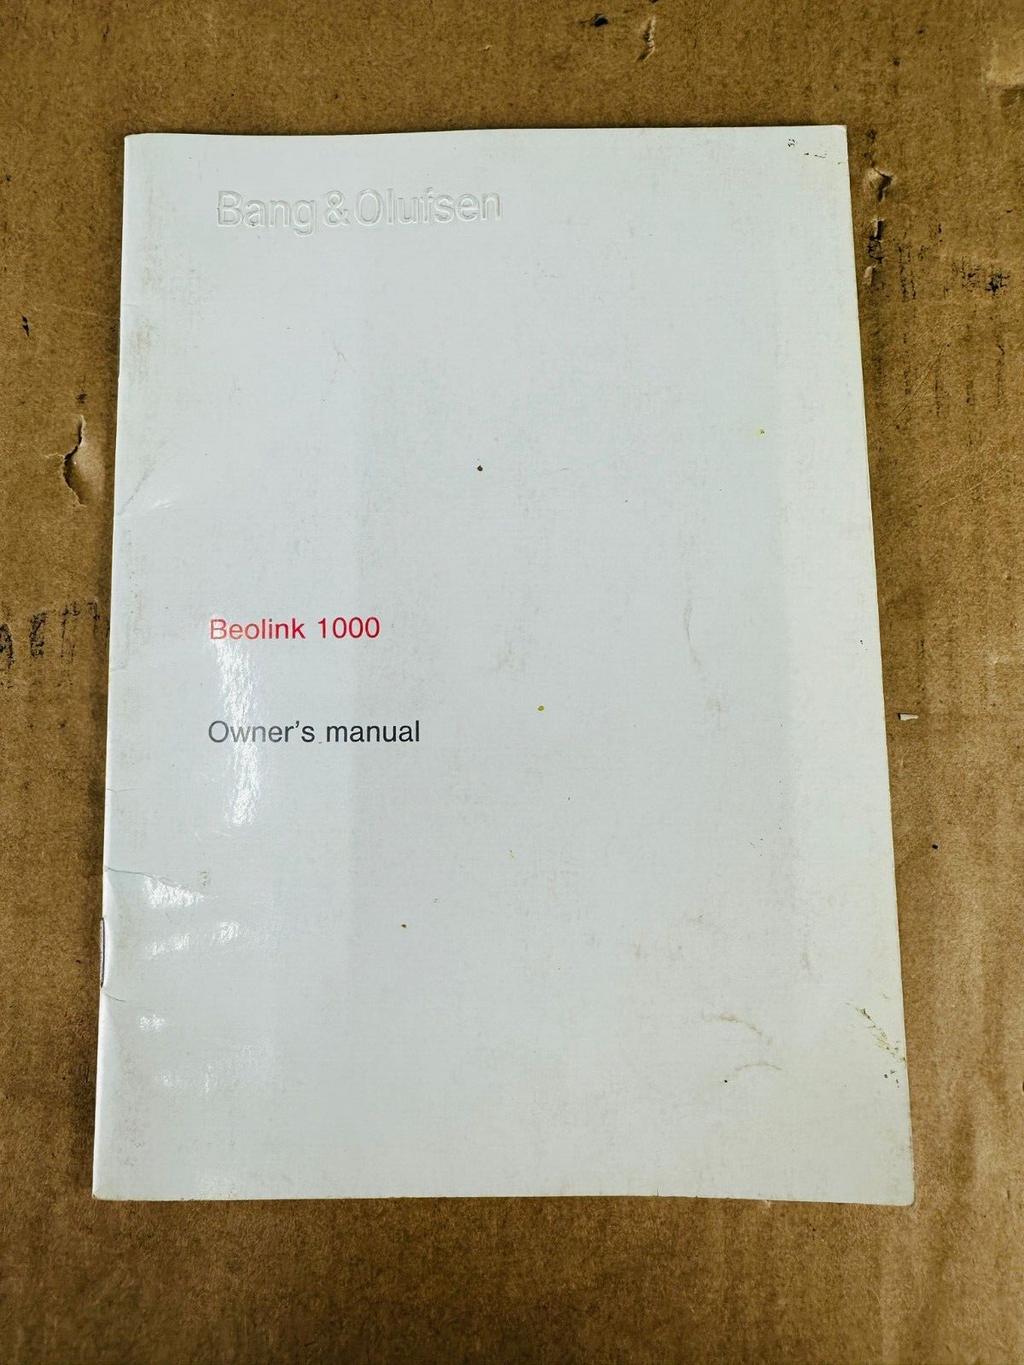 Bang & Olufsen
Beolink 1000
Owner's manual